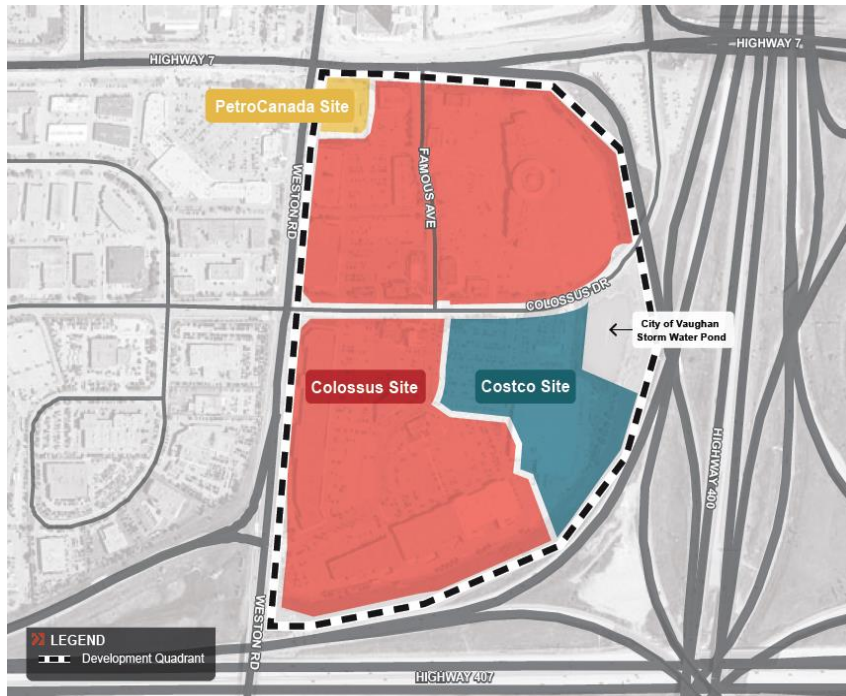 HIGHWAY 7
HIGHWAY 7
PetroCanada Site
FAMOUS AVE
WESTON RD
COLOSSUS DR
City of Vaughan
Storm Water Pond
Colossus Site
Costco Site
HIGHWAY 400
WESTON RD
LEGEND
Development Quadrant
HIGHWAY 407